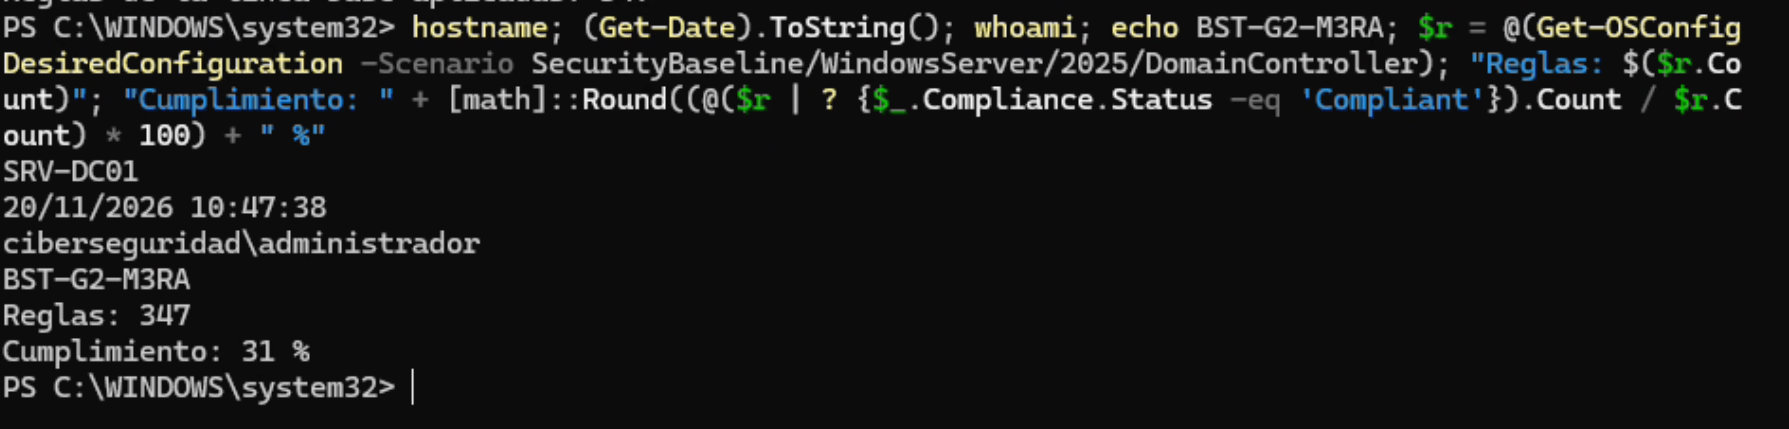 PS C:\WINDOWS\system32> hostname; (Get-Date).ToString(); whoami; echo BST-G2-M3RA; $r = @(Get-OSConfig
DesiredConfiguration -Scenario SecurityBaseline/WindowsServer/2025/DomainController); "Reglas: $($r.Co
unt)"; "Cumplimiento: " + [math]::Round((@($r | ? {$_.Compliance.Status -eq 'Compliant'}).Count / $r.C
ount) * 100) + " %"
SRV-DC01
20/11/2026 10:47:38
ciberseguridad\administrador
BST-G2-M3RA
Reglas: 347
Cumplimiento: 31 %
PS C:\WINDOWS\system32>